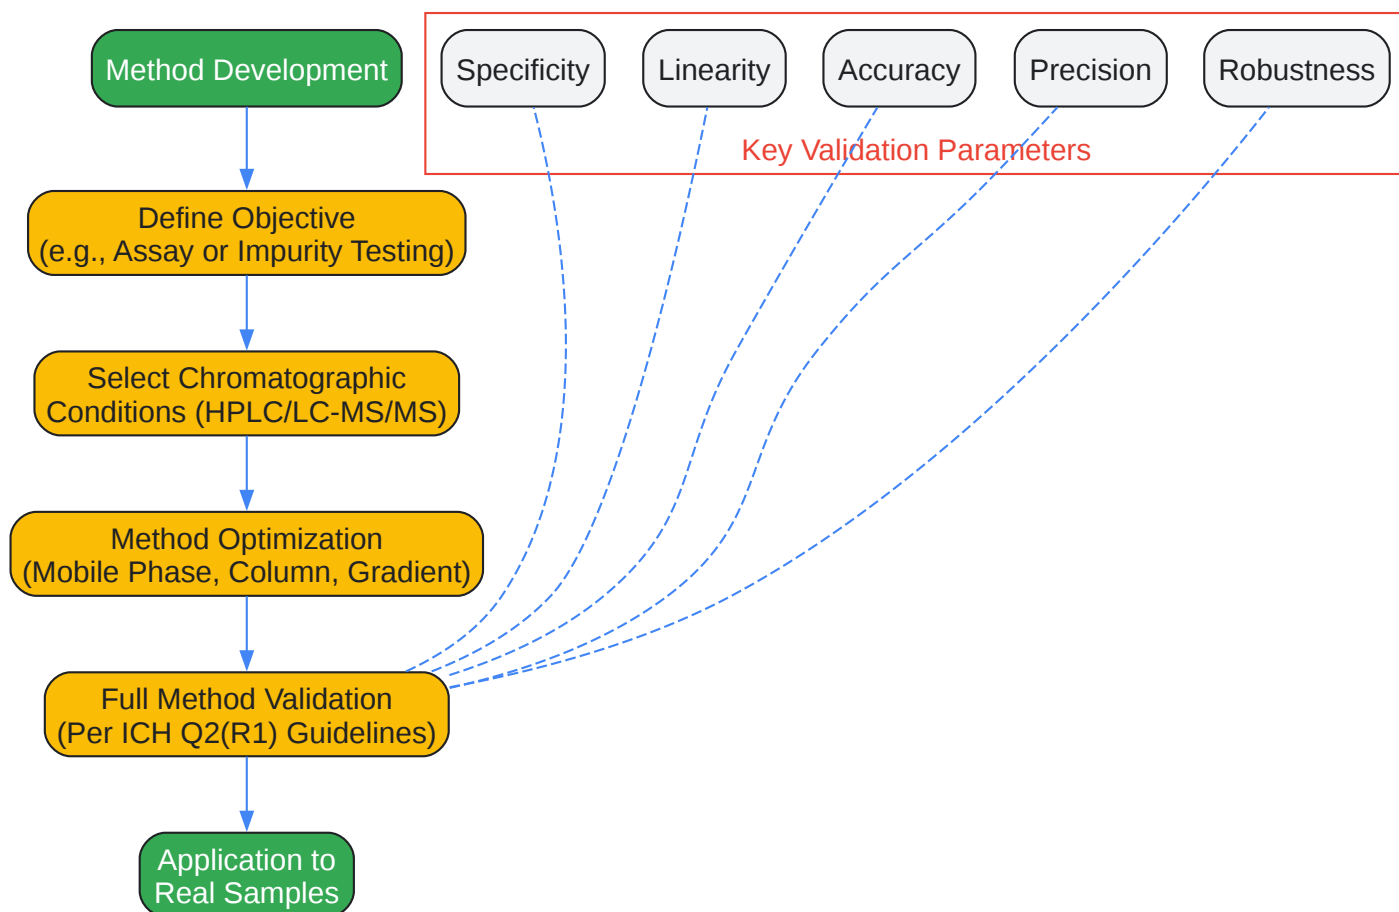 Method Development
Specificity
Linearity
Accuracy
Precision
Robustness
Key Validation Parameters
Define Objective
(e.g., Assay or Impurity Testing)
Select Chromatographic
Conditions (HPLC/LC-MS/MS)
Method Optimization
(Mobile Phase, Column, Gradient)
Full Method Validation
(Per ICH Q2(R1) Guidelines)
Application to
Real Samples